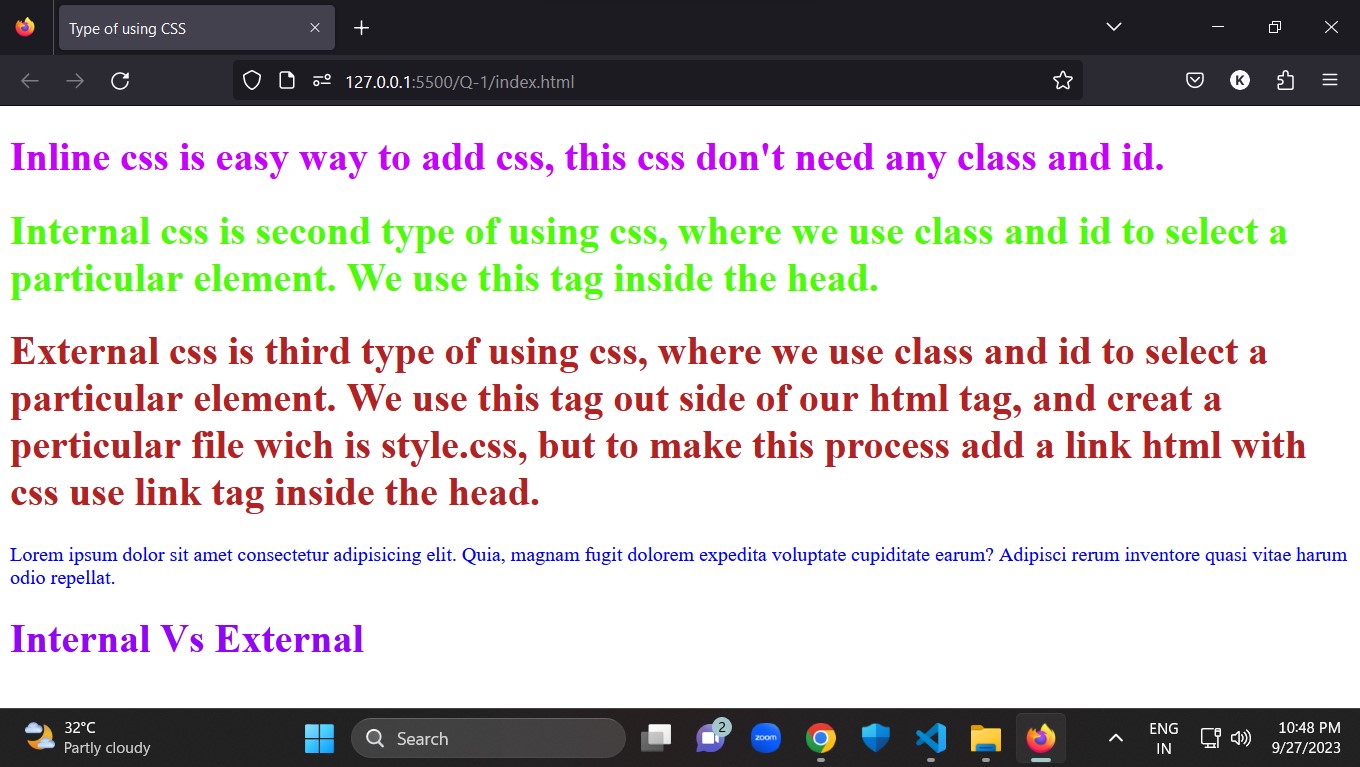 Type of using CSS
127.0.0.1:5500/Q-1/index.html
K
Inline css is easy way to add css, this css don't need any class and id.
Internal css is second type of using css, where we use class and id to select a
particular element. We use this tag inside the head.
External css is third type of using css, where we use class and id to select a
particular element. We use this tag out side of our html tag, and creat a
perticular file wich is style.css, but to make this process add a link html with
css use link tag inside the head.
Lorem ipsum dolor sit amet consectetur adipisicing elit. Quia, magnam fugit dolorem expedita voluptate cupiditate earum? Adipisci rerum inventore quasi vitae harum
odio repellat.
Internal Vs External
32°C
Partly cloudy
Search
2
zoom
ENG
IN
10:48 PM
9/27/2023